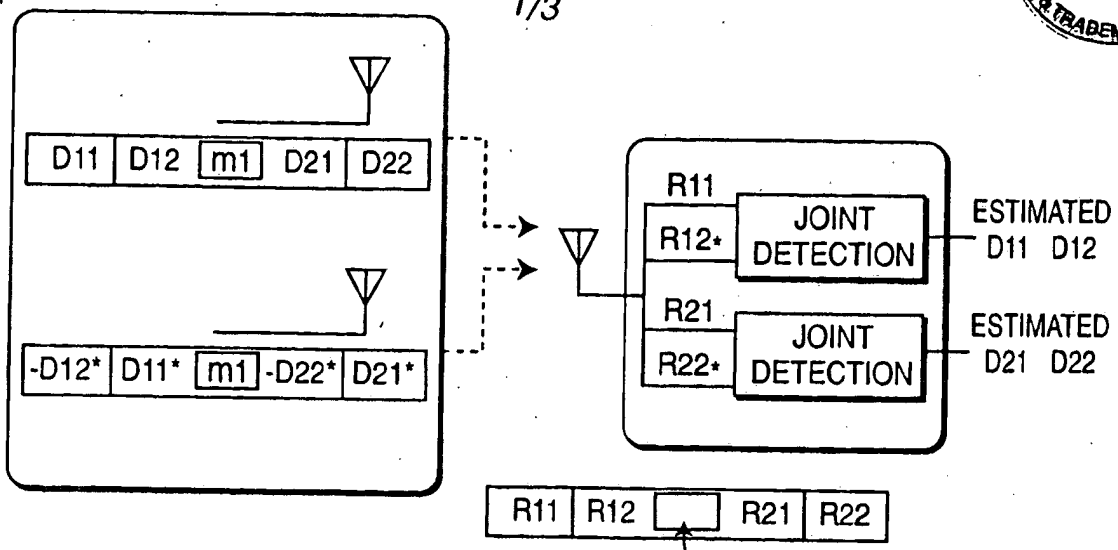 1/3
& TRADEM
D11 D12 m1 D21 D22
-D12* D11* m1 -D22* D21*
R11
R12*
JOINT
DETECTION
ESTIMATED
D11 D12
R21
R22*
JOINT
DETECTION
ESTIMATED
D21 D22
R11 R12 R21 R22